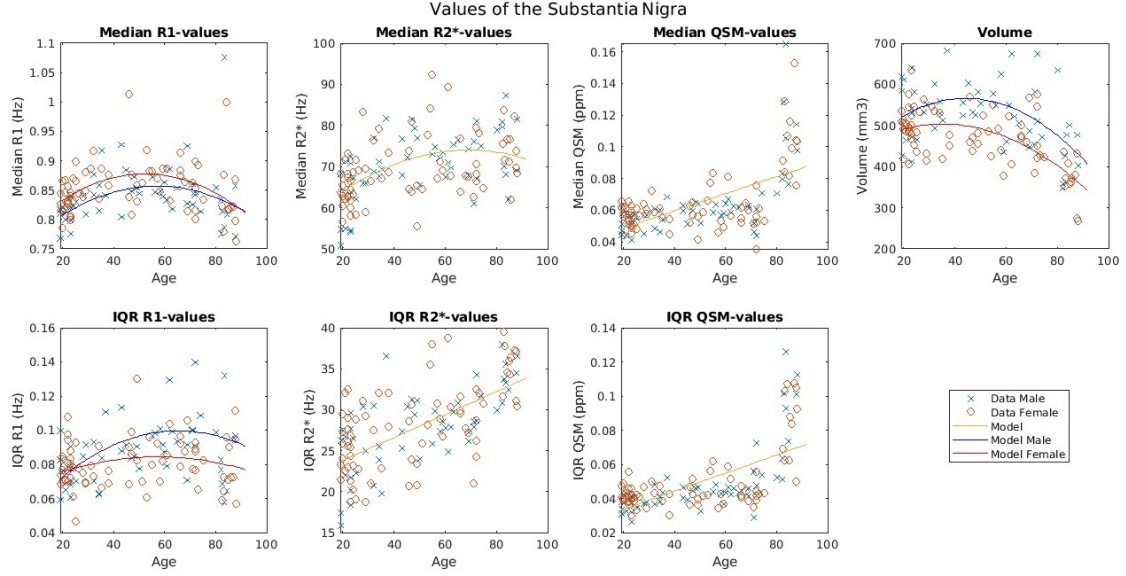 Values of the Substantia Nigra
Median R1-values
Median R1 (Hz)
1.1
1.05
1
0.95
0.9
0.85
0.8
0.75
20 40 60 80 100
Age
Median R2*-values
Median R2* (Hz)
100
90
80
70
60
50
20 40 60 80 100
Age
Median QSM-values
Median QSM (ppm)
0.16
0.14
0.12
0.1
0.08
0.06
0.04
20 40 60 80 100
Age
Volume
Volume (mm3)
700
600
500
400
300
200
20 40 60 80 100
Age
IQR R1-values
IQR R1 (Hz)
0.16
0.14
0.12
0.1
0.08
0.06
0.04
20 40 60 80 100
Age
IQR R2*-values
IQR R2* (Hz)
40
35
30
25
20
15
20 40 60 80 100
Age
IQR QSM-values
IQR QSM (ppm)
0.14
0.12
0.1
0.08
0.06
0.04
0.02
20 40 60 80 100
Age
Data Male
Data Female
Model
Model Male
Model Female